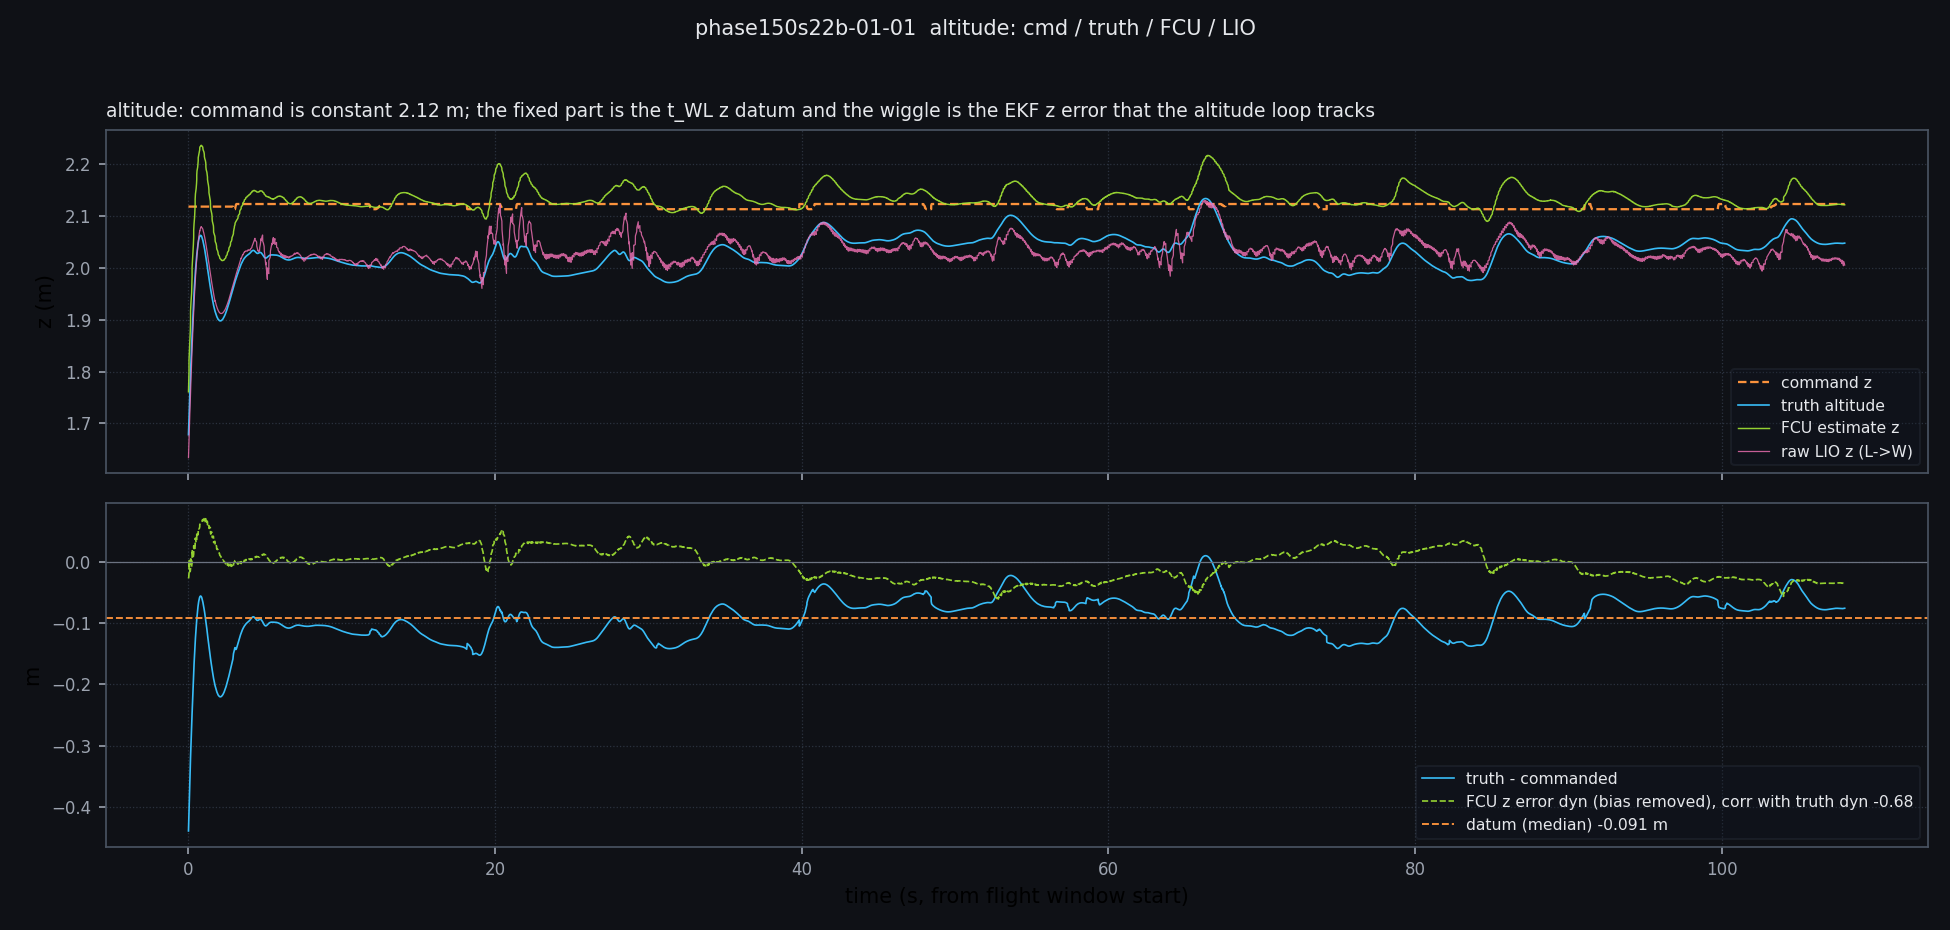 phase150s22b-01-01  altitude: cmd / truth / FCU / LIO
altitude: command is constant 2.12 m; the fixed part is the t_WL z datum and the wiggle is the EKF z error that the altitude loop tracks
z (m)
2.2
2.1
2.0
1.9
1.8
1.7
command z
truth altitude
FCU estimate z
raw LIO z (L->W)
m
0.0
−0.1
−0.2
−0.3
−0.4
truth - commanded
FCU z error dyn (bias removed), corr with truth dyn -0.68
datum (median) -0.091 m
0
20
40
60
80
100
time (s, from flight window start)